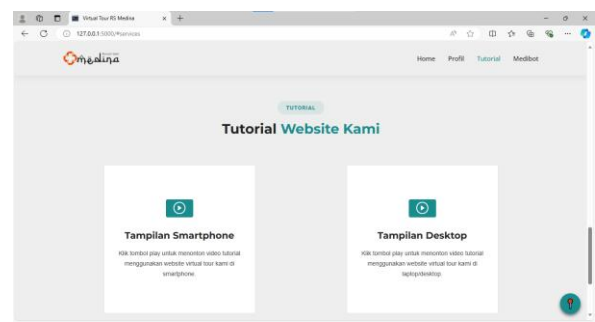 Virtual Tour RS Medina
127.0.0.1:5000/#services
medina
Home Profil Tutorial Medibot
TUTORIAL
Tutorial Website Kami
Tampilan Smartphone
Klik tombol play untuk menonton video tutorial
menggunakan website virtual tour kami di
smartphone.
Tampilan Desktop
Klik tombol play untuk menonton video tutorial
menggunakan website virtual tour kami di
laptop/desktop.